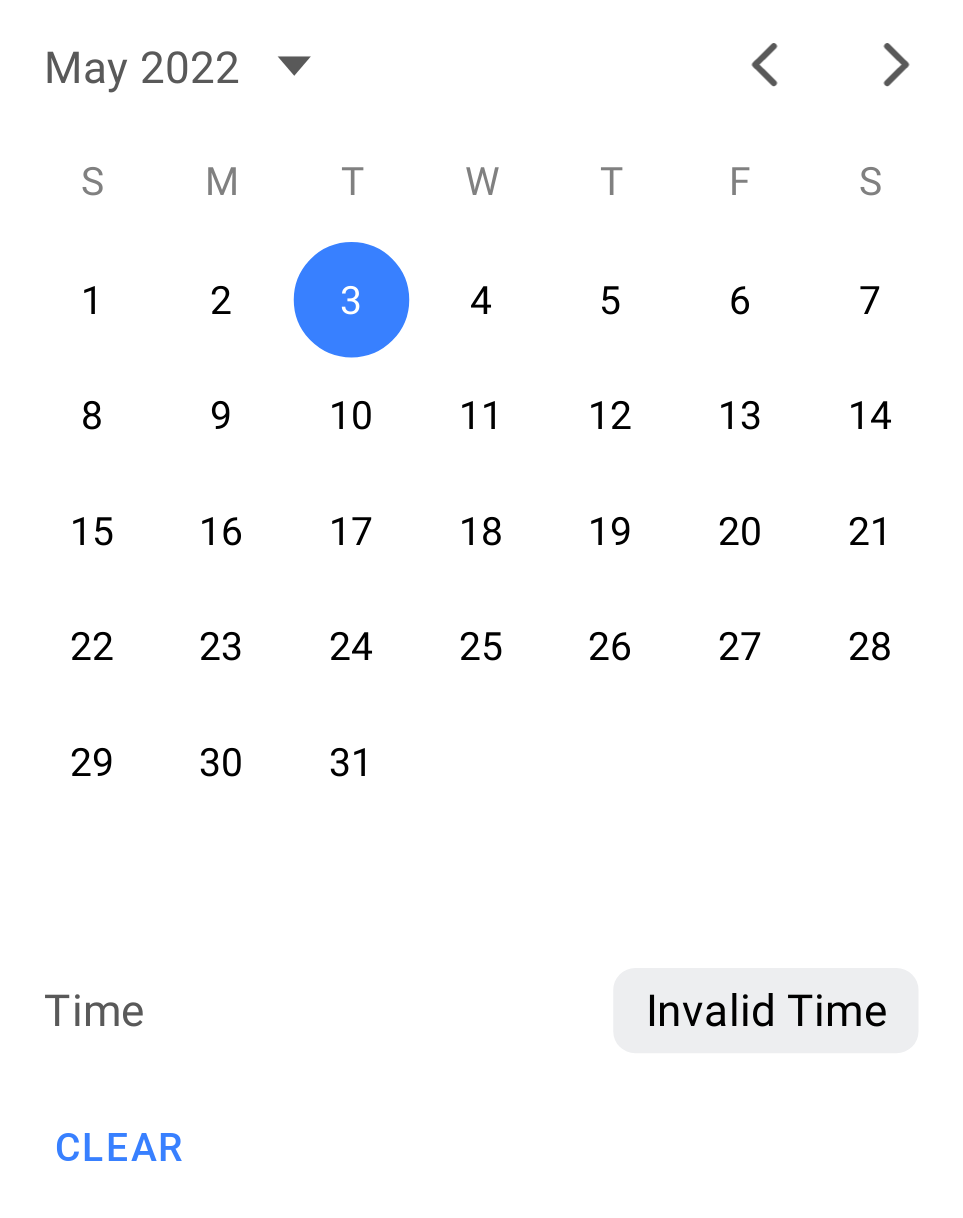 May 2022
S M T W T F S
1 2 3 4 5 6 7
8 9 10 11 12 13 14
15 16 17 18 19 20 21
22 23 24 25 26 27 28
29 30 31
Time Invalid Time
CLEAR